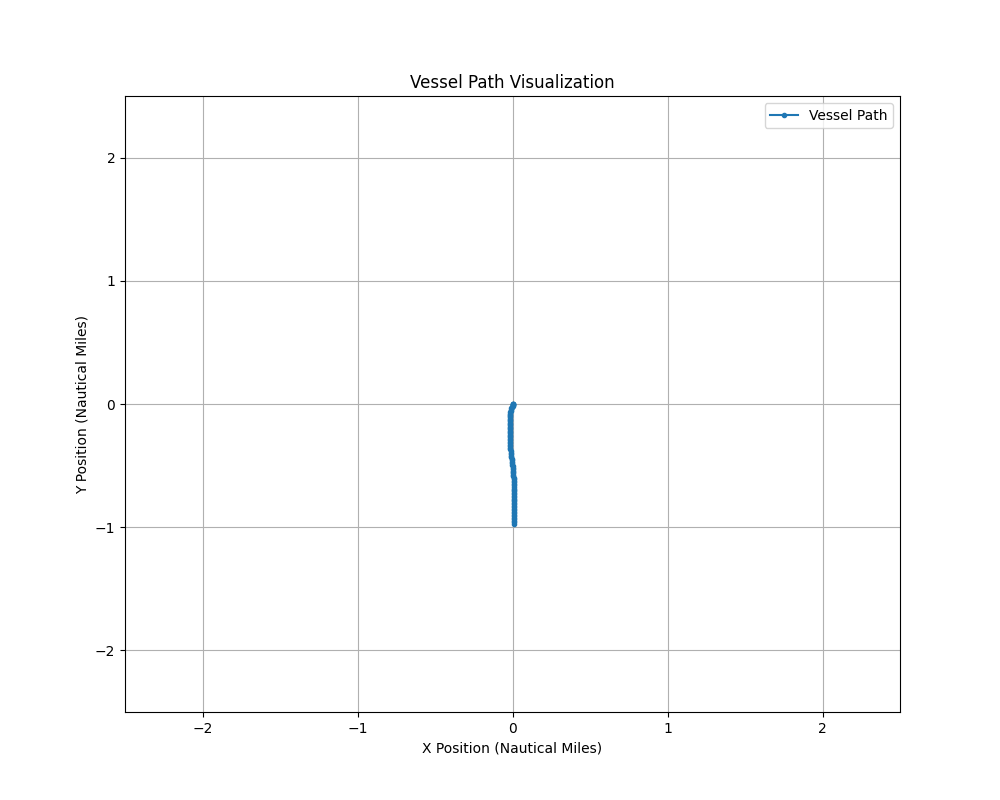 Vessel Path Visualization
Vessel Path
2
1
0
−1
−2
Y Position (Nautical Miles)
−2
−1
0
1
2
X Position (Nautical Miles)